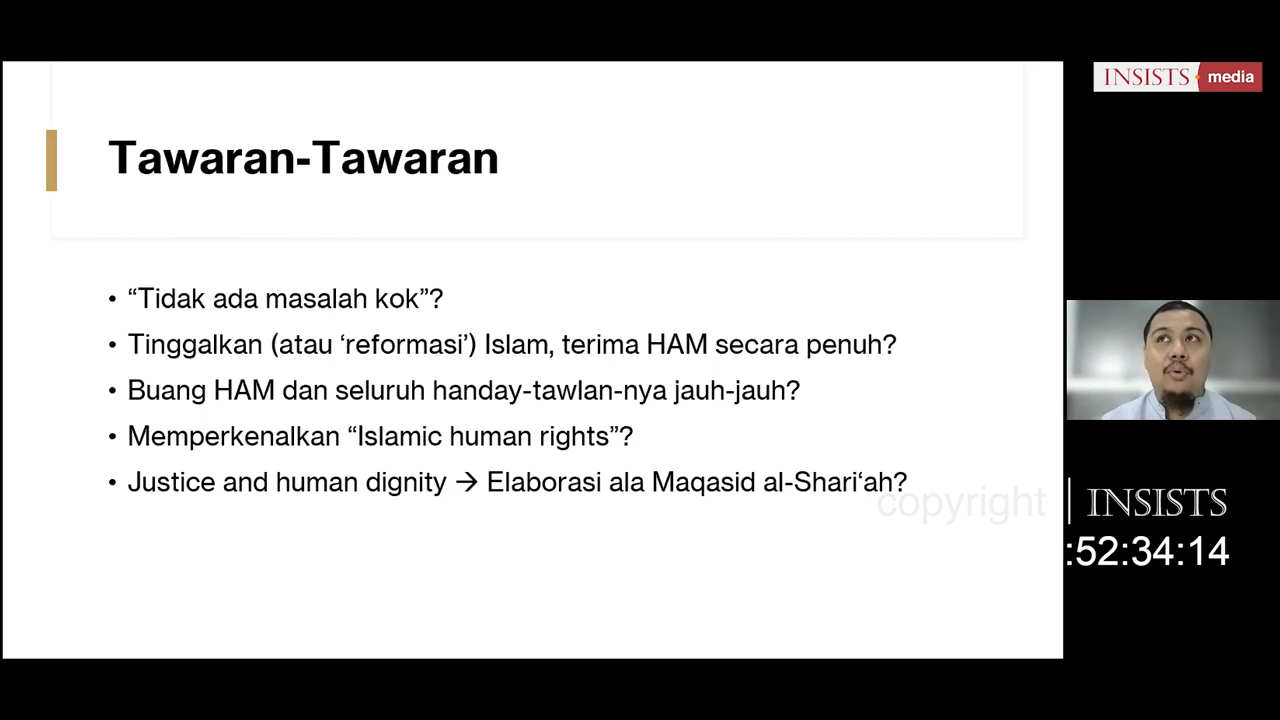 INSISTS media
Tawaran-Tawaran
• “Tidak ada masalah kok”?
• Tinggalkan (atau ‘reformasi’) Islam, terima HAM secara penuh?
• Buang HAM dan seluruh handay-tawlan-nya jauh-jauh?
• Memperkenalkan “Islamic human rights”?
• Justice and human dignity → Elaborasi ala Maqasid al-Shari‘ah?
copyright | INSISTS
:52:34:14